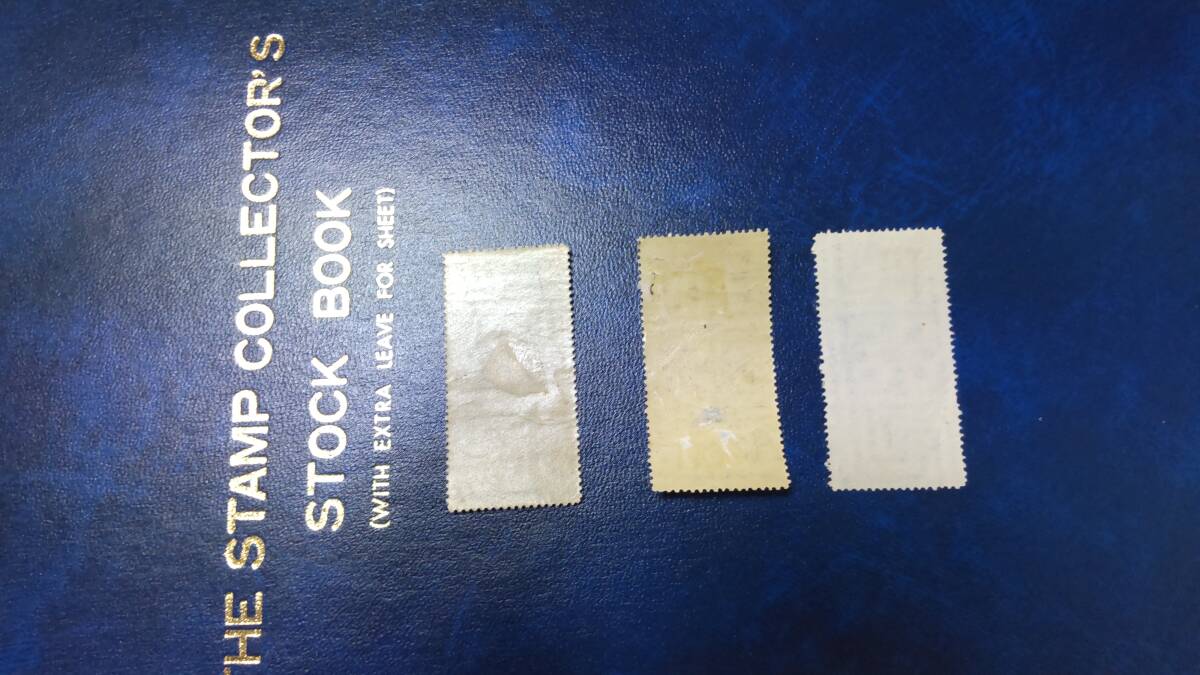 THE STAMP COLLECTOR'S
STOCK BOOK
(WITH EXTRA LEAVE FOR SHEET)